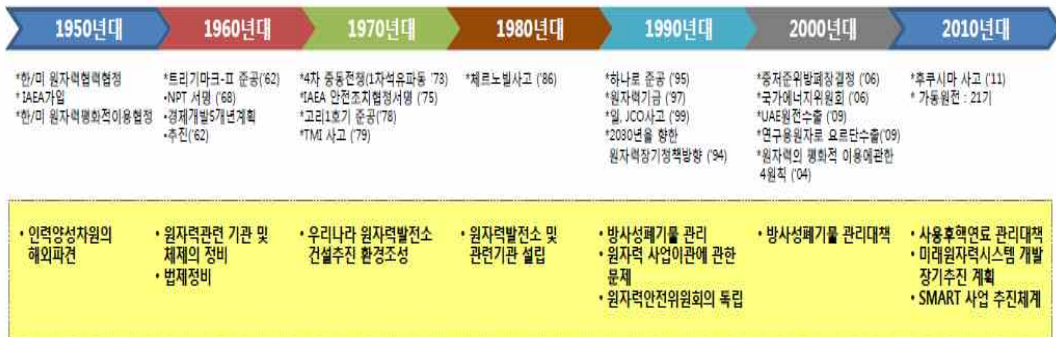 1950년대
1960년대
1970년대
1980년대
1990년대
2000년대
2010년대
*한/미 원자력협력협정
*IAEA가입
*한/미 원자력평화적이용협정
*트리가마크-Ⅱ 준공('62)
*NPT 서명 ('68)
*경제개발5개년계획
*추진('62)
*4차 중동전쟁(1차석유파동 '73)
*IAEA 안전조치협정서명 ('75)
*고리1호기 준공('78)
*TMI 사고 ('79)
*체르노빌사고 ('86)
*하나로 준공 ('95)
*원자력기금 ('97)
*일, JCO사고 ('99)
*2030년을 향한
원자력장기정책방향 ('94)
*중저준위방폐장결정 ('06)
*국가에너지위원회 ('06)
*UAE원전수출 ('09)
*연구용원자로 요르단수출('09)
*원자력의 평화적 이용에관한
4원칙 ('04)
*후쿠시마 사고 ('11)
* 가동원전 : 21기
• 인력양성차원의
해외파견
• 원자력관련 기관 및
체제의 정비
• 법제정비
• 우리나라 원자력발전소
건설추진 환경조성
• 원자력발전소 및
관련기관 설립
• 방사성폐기물 관리
• 원자력 사업이관에 관한
문제
• 원자력안전위원회의 독립
• 방사성폐기물 관리대책
• 사용후핵연료 관리대책
• 미래원자력시스템 개발
장기추진 계획
• SMART 사업 추진체계